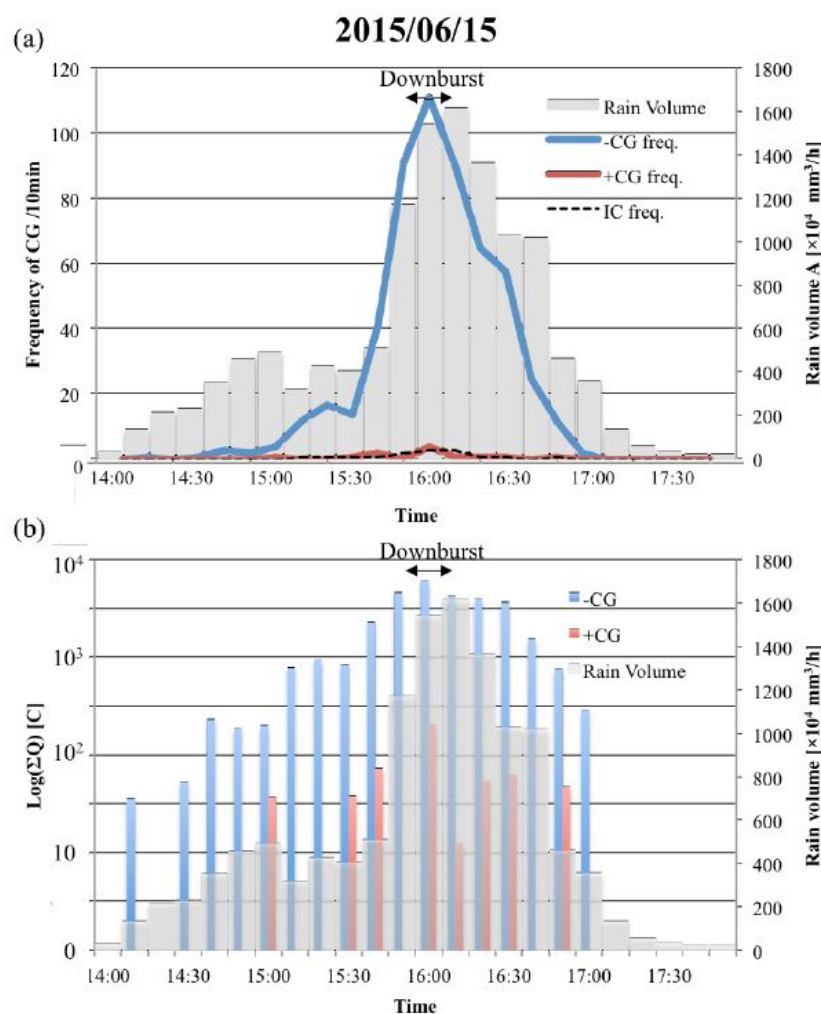 2015/06/15
(a)
Downburst
120
100
80
60
40
20
0
Frequency of CG /10min
Rain Volume
-CG freq.
+CG freq.
IC freq.
1800
1600
1400
1200
1000
800
600
400
200
0
Rain volume A [×10⁴ mm³/h]
14:00 14:30 15:00 15:30 16:00 16:30 17:00 17:30
Time
(b)
Downburst
10⁴
10³
10²
10
0
Log(ΣQ) [C]
-CG
+CG
Rain Volume
1800
1600
1400
1200
1000
800
600
400
200
0
Rain volume [×10⁴ mm³/h]
14:00 14:30 15:00 15:30 16:00 16:30 17:00 17:30
Time